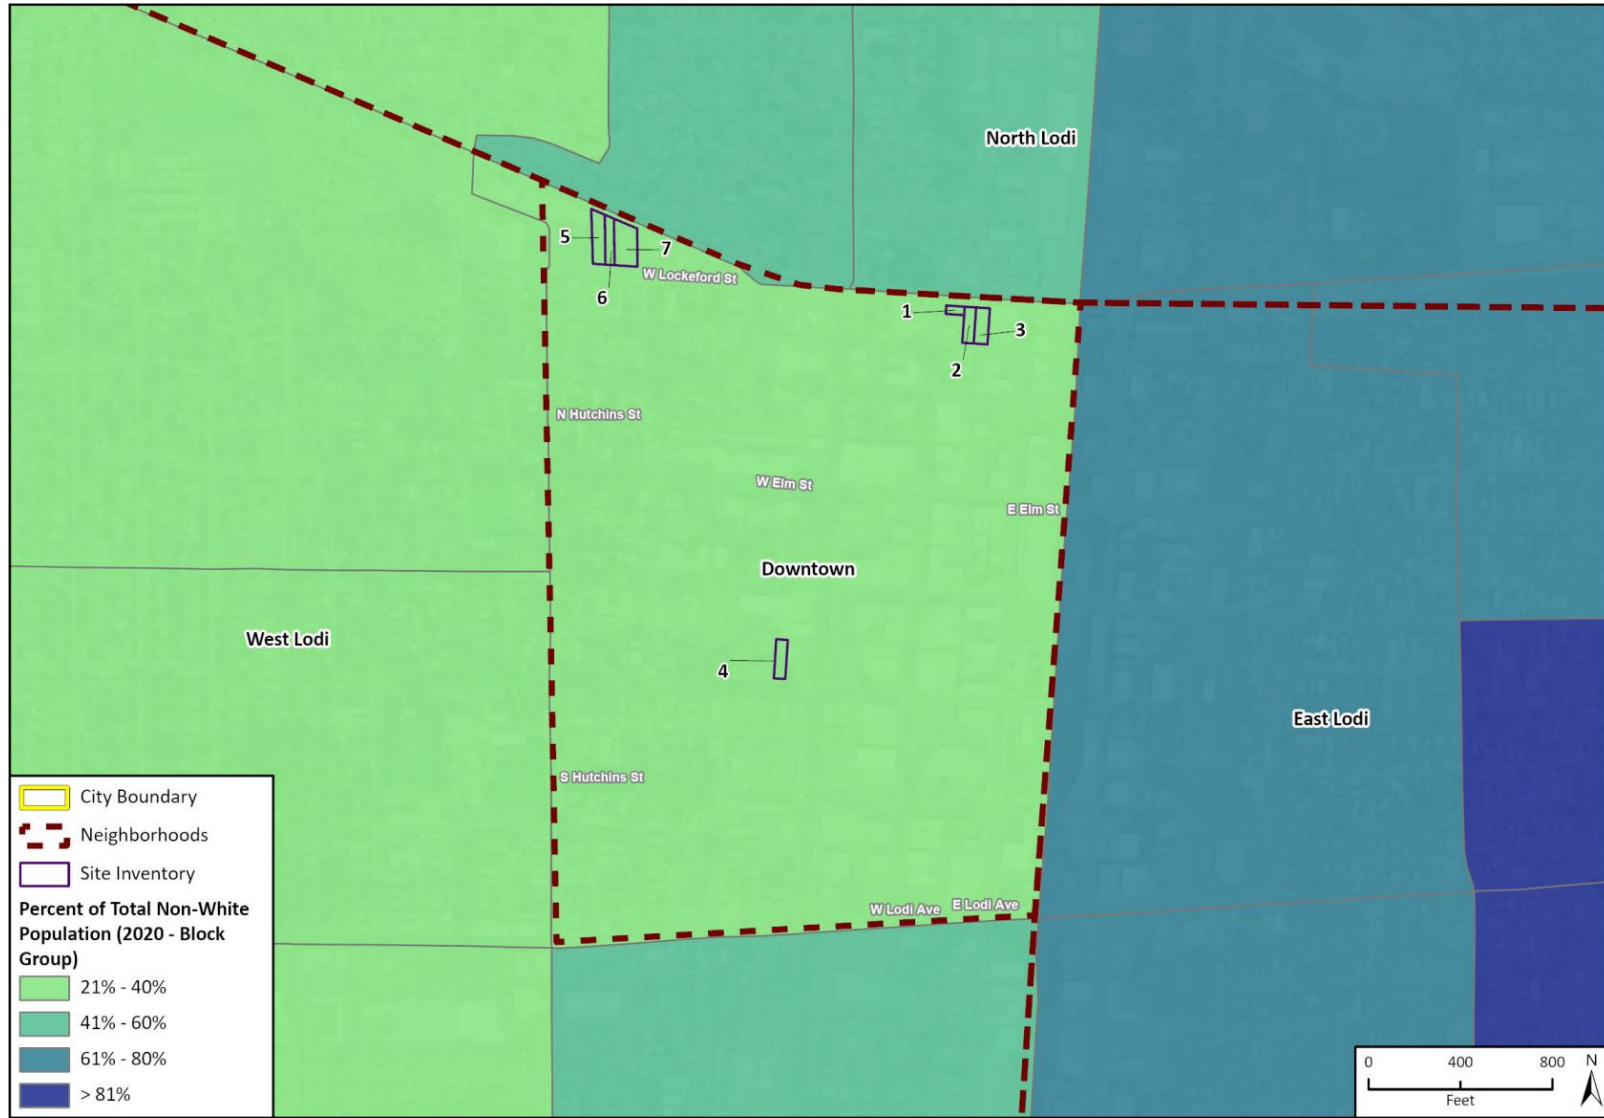 North Lodi
5
7
W Lockeford St
6
1
3
2
N Hutchins St
W Elm St
E Elm St
Downtown
West Lodi
4
East Lodi
S Hutchins St
W Lodi Ave
E Lodi Ave
City Boundary
Neighborhoods
Site Inventory
Percent of Total Non-White
Population (2020 - Block
Group)
21% - 40%
41% - 60%
61% - 80%
> 81%
0 400 800
Feet
N